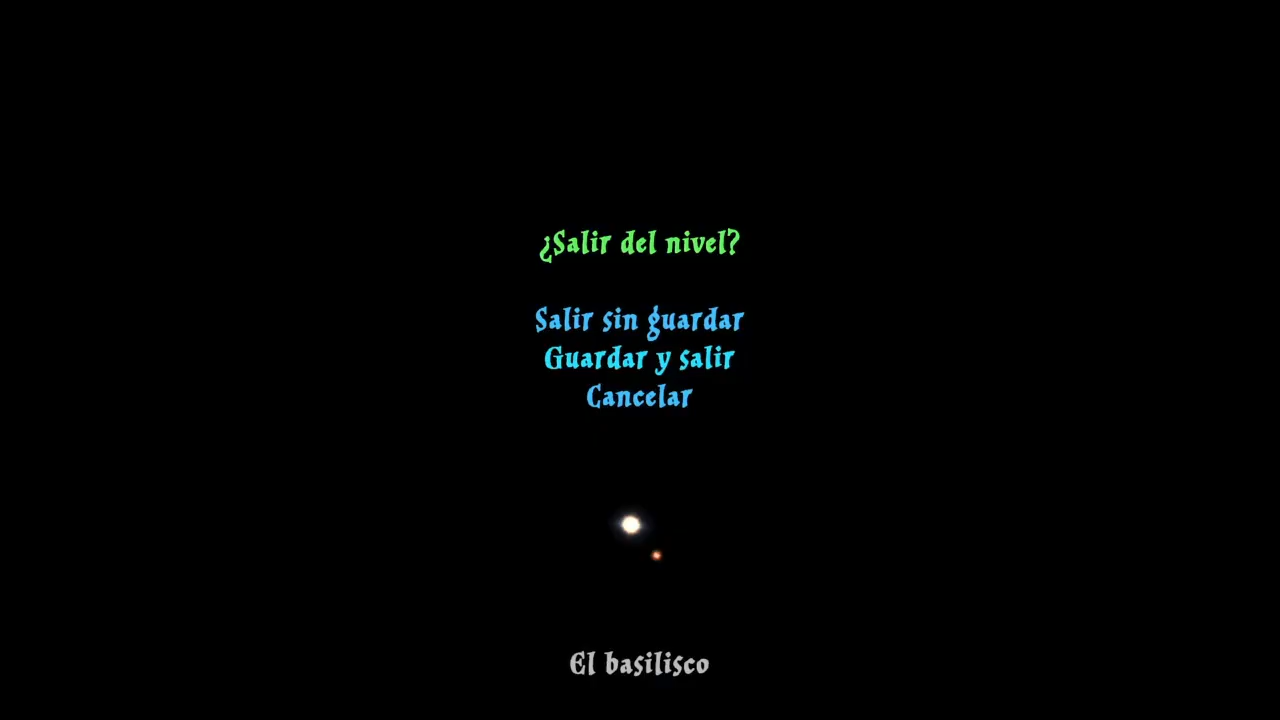 ¿Salir del nivel?
Salir sin guardar
Guardar y salir
Cancelar
El basilisco